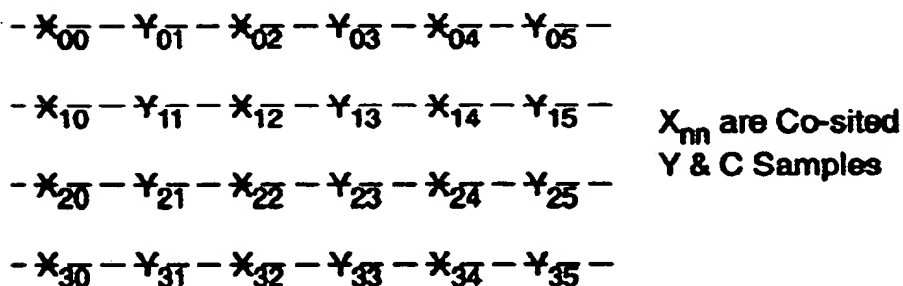 - X00 - Y01 - X02 - Y03 - X04 - Y05 -
- X10 - Y11 - X12 - Y13 - X14 - Y15 -
Xnn are Co-sited
Y & C Samples
- X20 - Y21 - X22 - Y23 - X24 - Y25 -
- X30 - Y31 - X32 - Y33 - X34 - Y35 -